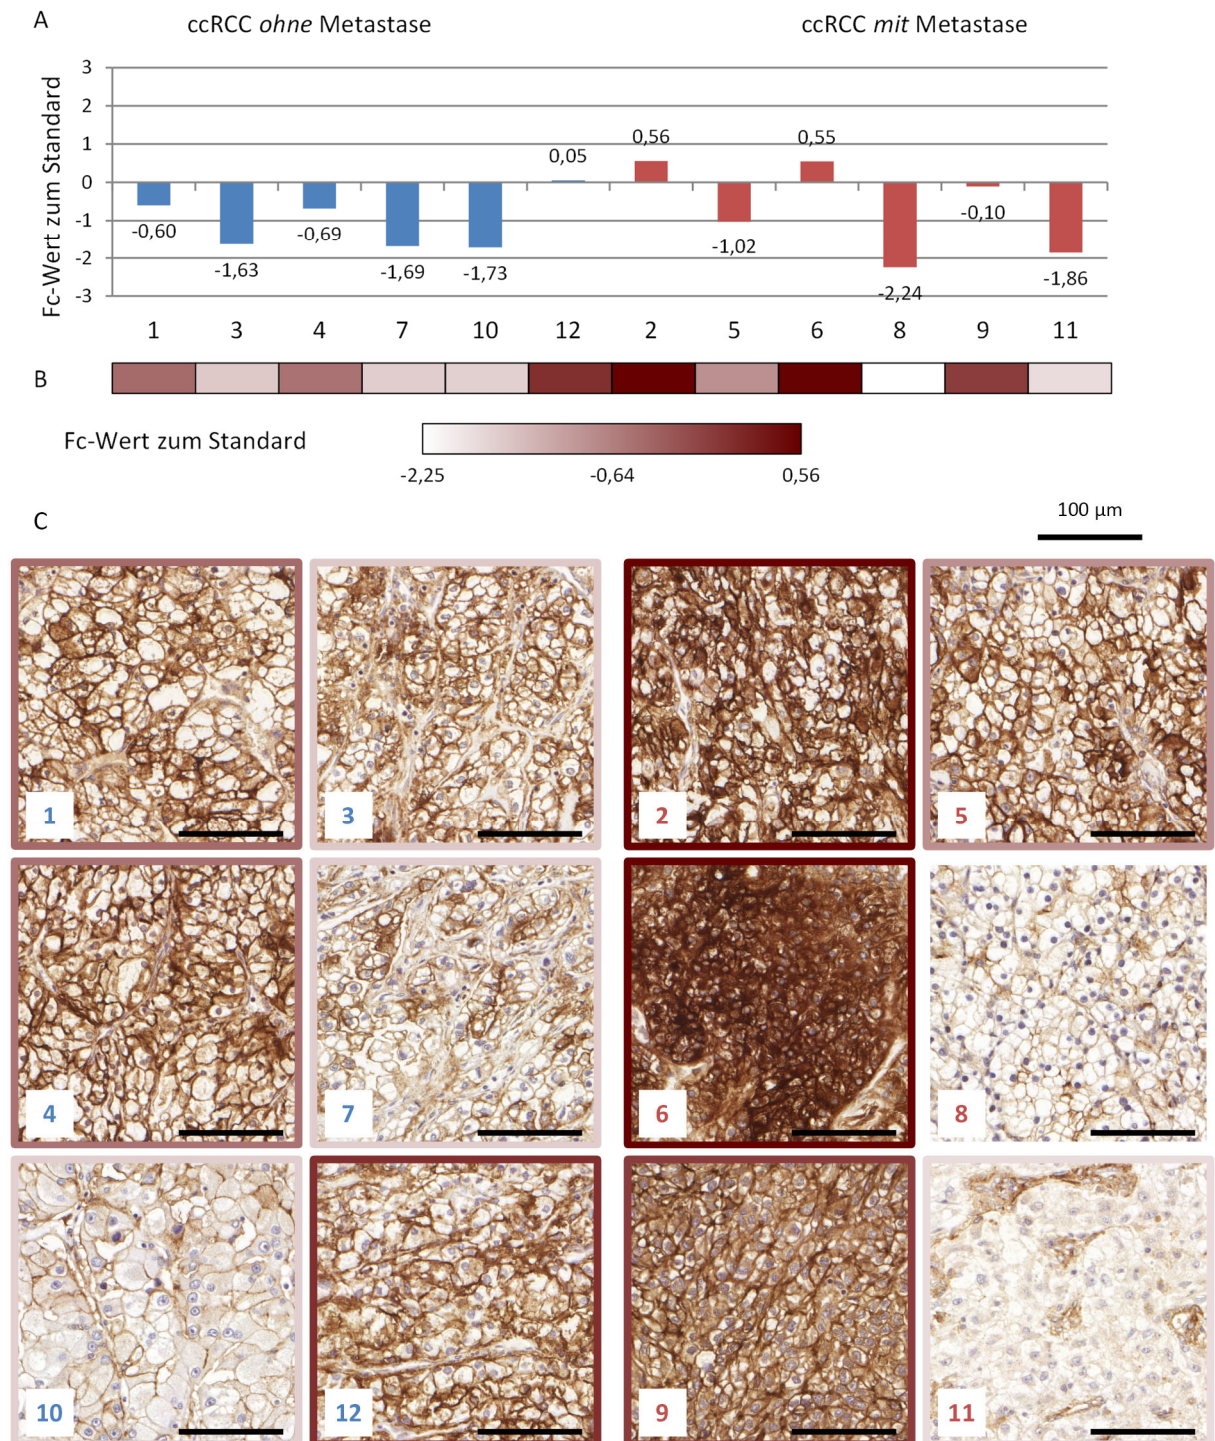 A
ccRCC ohne Metastase
ccRCC mit Metastase
Fc-Wert zum Standard
3
2
1
0
-1
-2
-3
-0,60
-1,63
-0,69
-1,69
-1,73
0,05
0,56
-1,02
0,55
-2,24
-0,10
-1,86
1 3 4 7 10 12 2 5 6 8 9 11
B
Fc-Wert zum Standard
-2,25 -0,64 0,56
C
100 µm
1 3 2 5
4 7 6 8
10 12 9 11